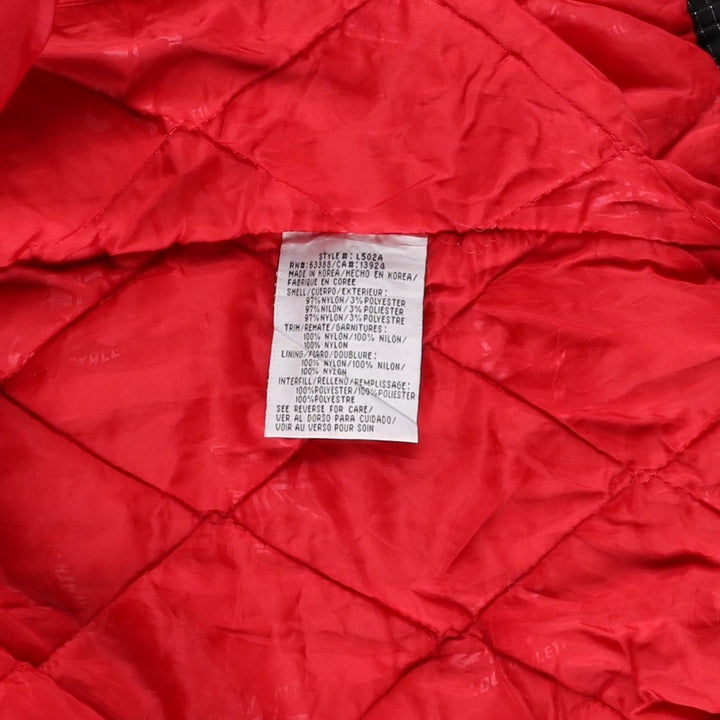 STYLE #: L502A
RN#:63388/CA#:13924
MADE IN KOREA/HECHO EN KOREA/
FABRIQUE EN COREE
SHELL/CUERPO/EXTERIEUR:
97%NYLON/3%POLYESTER
97%NILON/3%POLYESTER
97%NYLON/3%POLYESTRE
TRIM/REMATE/GARNITURES:
100%NYLON/100%NILON/
100%NYLON
LINING/FORRO/DOUBLURE:
100%NYLON/100%NILON/
100%NYLON
INTERFILL/RELLENO/REMPLISSAGE:
100%POLYESTER/100%POLIESTER
100%POLYESTRE
SEE REVERSE FOR CARE/
VER AL DORSO PARA CUIDADO/
VOIR AU VERSO POUR SOIN